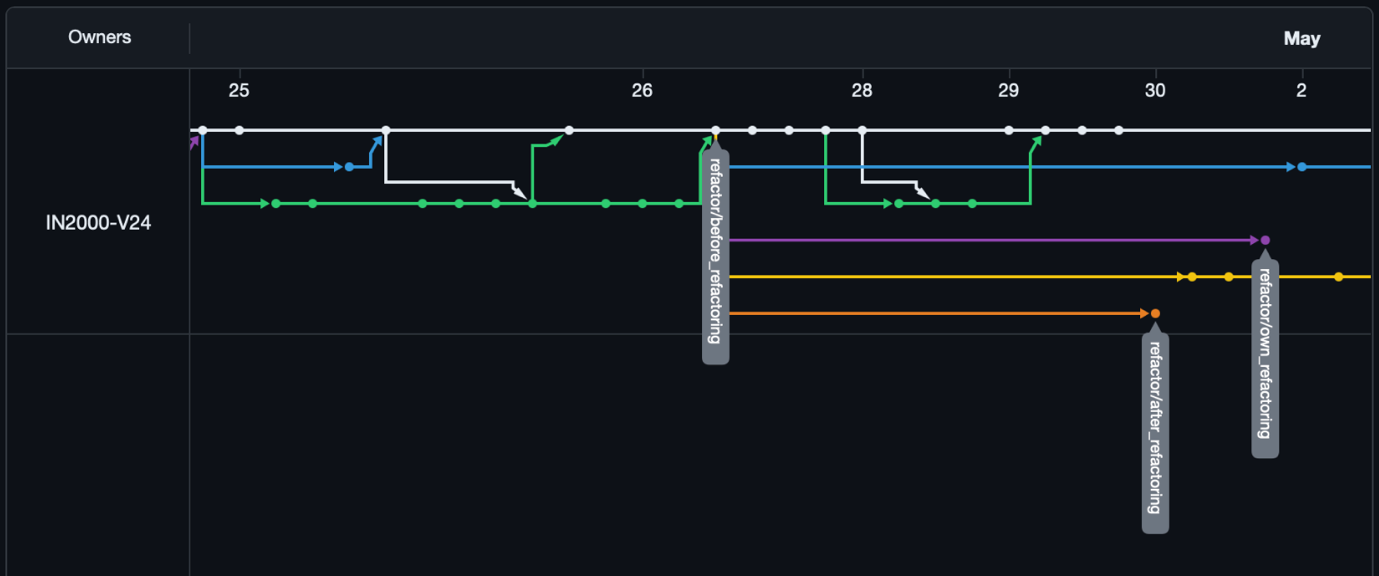 Owners
May
25 26 28 29 30 2
IN2000-V24
refactor/before_refactoring
refactor/after_refactoring
refactor/own_refactoring